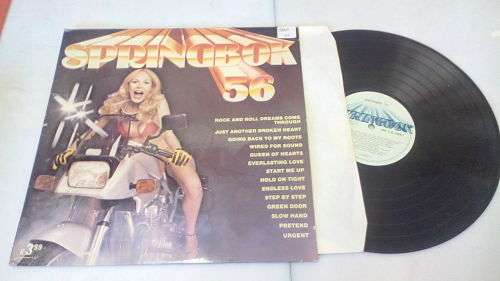 SPRINGBOK
56
ROCK AND ROLL DREAMS COME
THROUGH
JUST ANOTHER BROKEN HEART
GOING BACK TO MY ROOTS
WIRED FOR SOUND
QUEEN OF HEARTS
EVERLASTING LOVE
START ME UP
HOLD ON TIGHT
ENDLESS LOVE
STEP BY STEP
GREEN DOOR
SLOW HAND
PRETEND
URGENT
3.99
SPRINGBOK